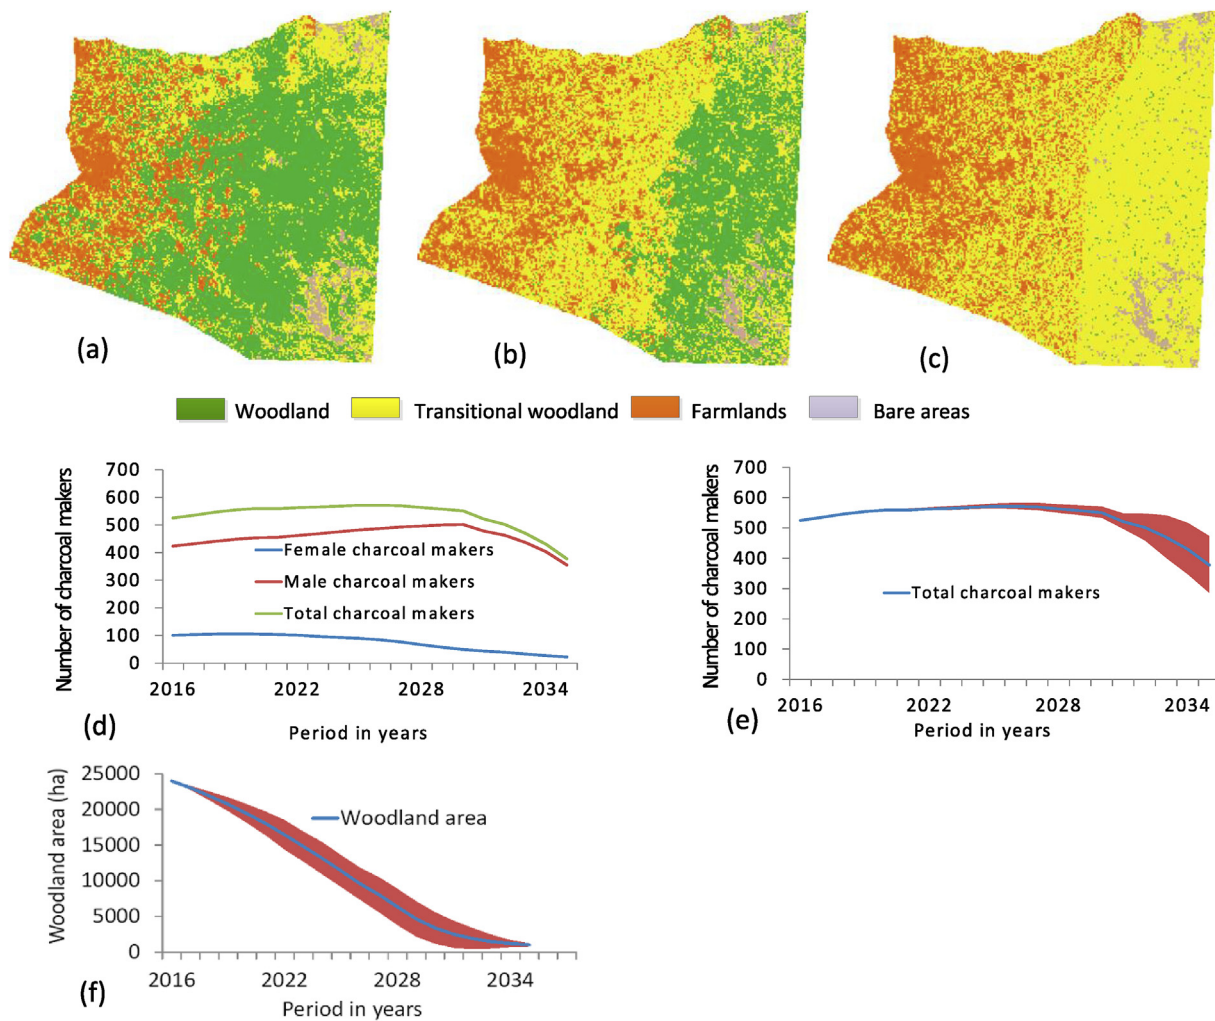 (a)
(b)
(c)
Woodland
Transitional woodland
Farmlands
Bare areas
Number of charcoal makers
700
600
500
400
300
200
100
0
Female charcoal makers
Male charcoal makers
Total charcoal makers
2016
2022
2028
2034
Period in years
(d)
Number of charcoal makers
700
600
500
400
300
200
100
0
Total charcoal makers
2016
2022
2028
2034
Period in years
(e)
Woodland area (ha)
25000
20000
15000
10000
5000
0
Woodland area
2016
2022
2028
2034
Period in years
(f)